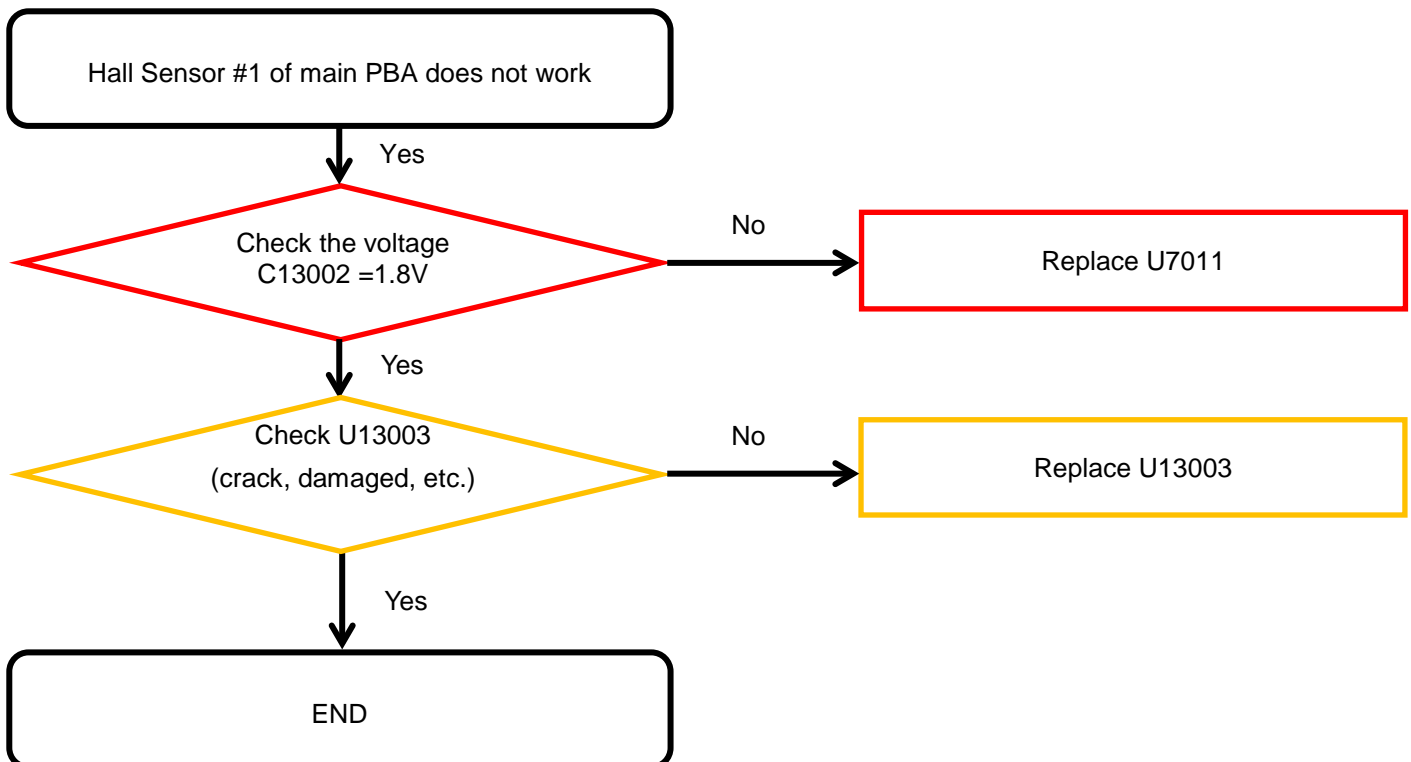 Hall Sensor #1 of main PBA does not work
Yes
Check the voltage
C13002 =1.8V
No
Replace U7011
Yes
Check U13003
(crack, damaged, etc.)
No
Replace U13003
Yes
END